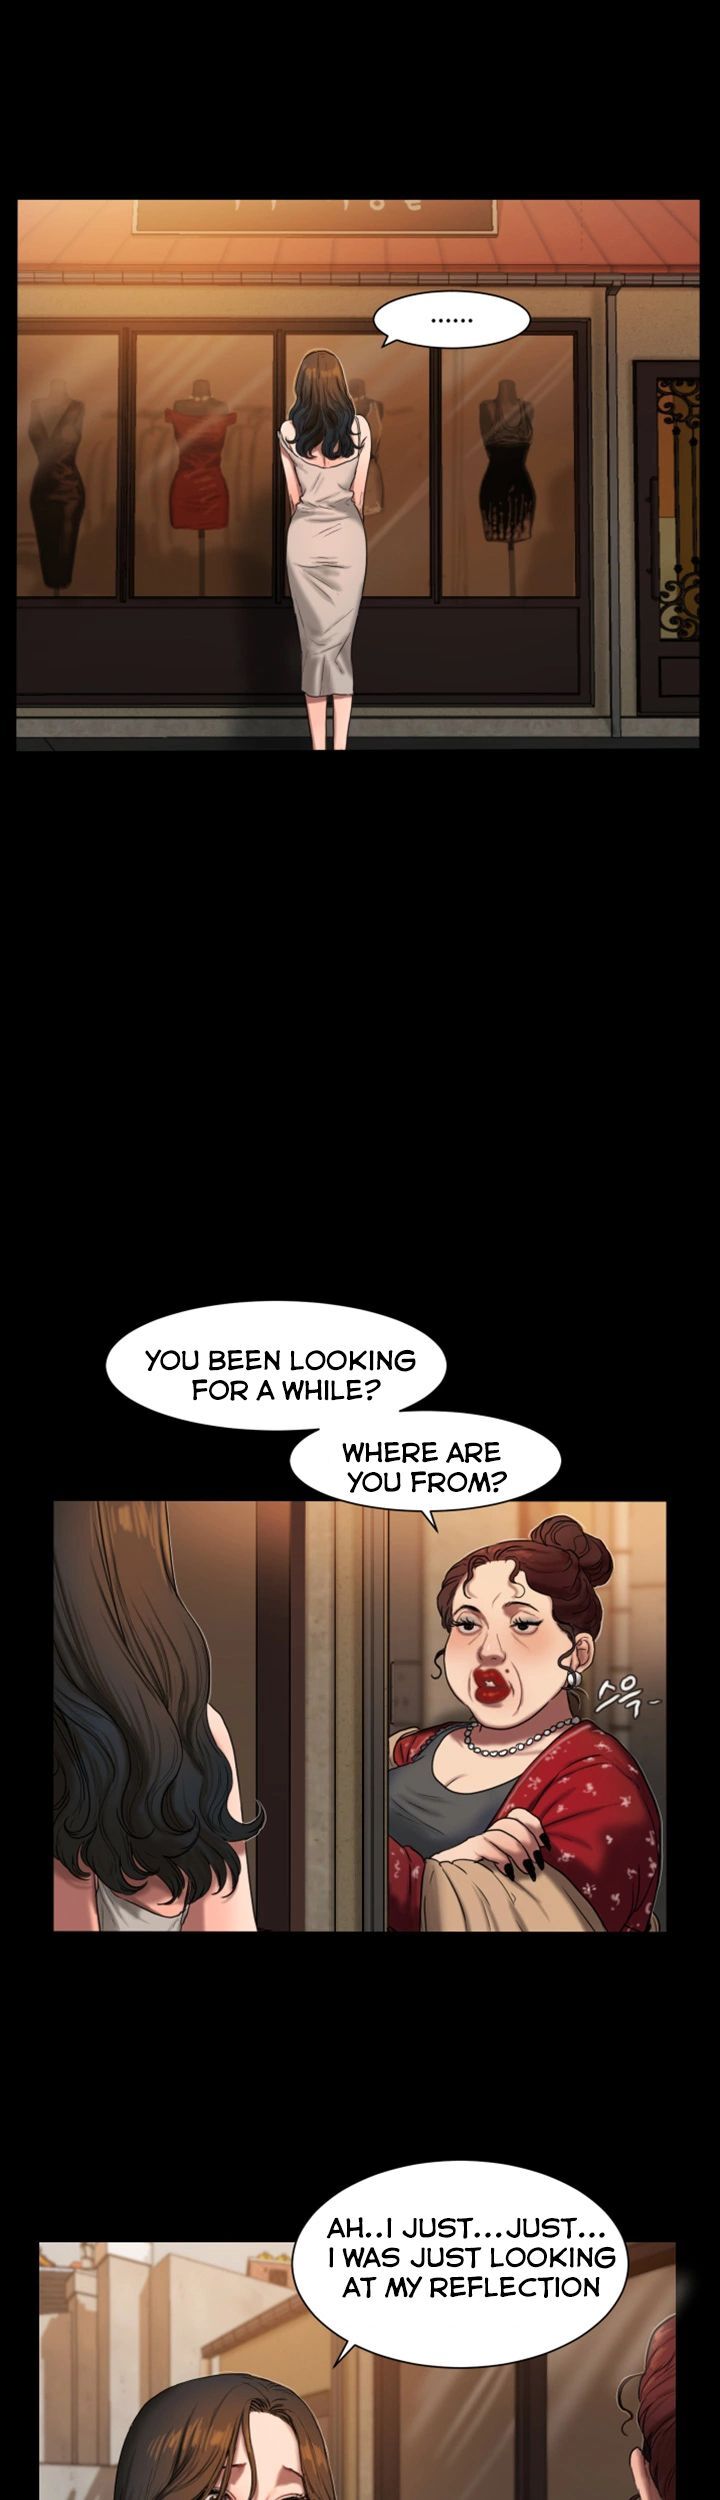 ......
YOU BEEN LOOKING
FOR A WHILE?
WHERE ARE
YOU FROM?
스윽-
AH..I JUST...JUST...
I WAS JUST LOOKING
AT MY REFLECTION